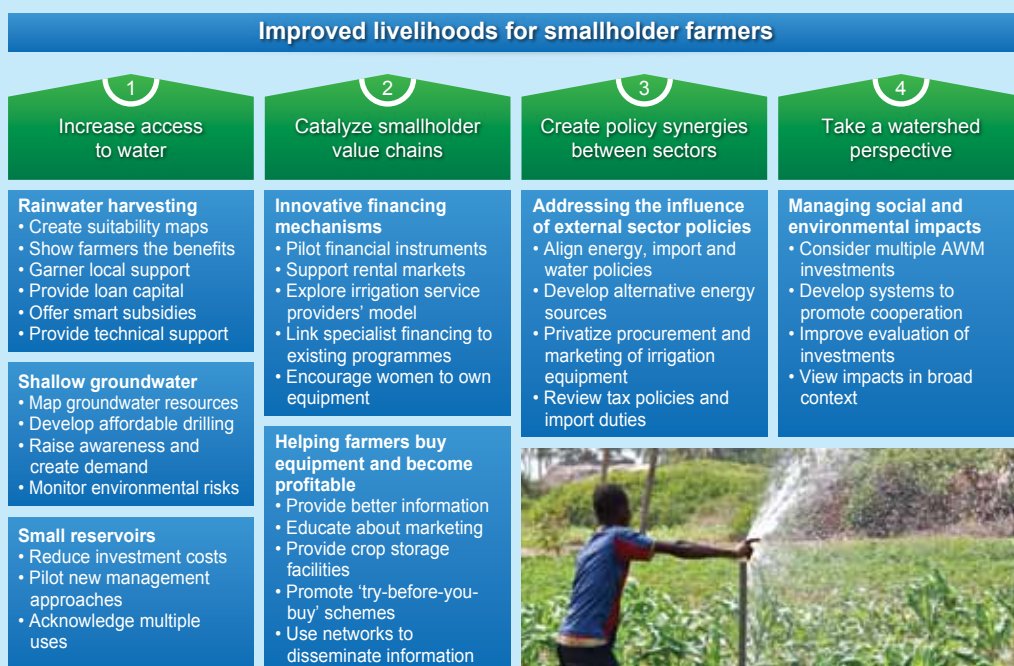 Improved livelihoods for smallholder farmers
1
Increase access
to water
Rainwater harvesting
• Create suitability maps
• Show farmers the benefits
• Garner local support
• Provide loan capital
• Offer smart subsidies
• Provide technical support
Shallow groundwater
• Map groundwater resources
• Develop affordable drilling
• Raise awareness and
create demand
• Monitor environmental risks
Small reservoirs
• Reduce investment costs
• Pilot new management
approaches
• Acknowledge multiple
uses
2
Catalyze smallholder
value chains
Innovative financing
mechanisms
• Pilot financial instruments
• Support rental markets
• Explore irrigation service
providers’ model
• Link specialist financing to
existing programmes
• Encourage women to own
equipment
Helping farmers buy
equipment and become
profitable
• Provide better information
• Educate about marketing
• Provide crop storage
facilities
• Promote ‘try-before-you-
buy’ schemes
• Use networks to
disseminate information
3
Create policy synergies
between sectors
Addressing the influence
of external sector policies
• Align energy, import and
water policies
• Develop alternative energy
sources
• Privatize procurement and
marketing of irrigation
equipment
• Review tax policies and
import duties
4
Take a watershed
perspective
Managing social and
environmental impacts
• Consider multiple AWM
investments
• Develop systems to
promote cooperation
• Improve evaluation of
investments
• View impacts in broad
context